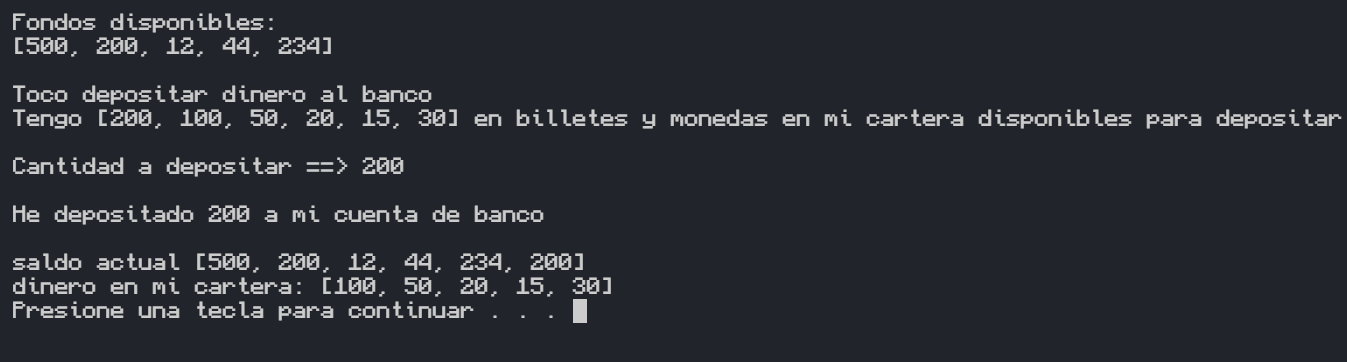 Fondos disponibles:
[500, 200, 12, 44, 234]
Toco depositar dinero al banco
Tengo [200, 100, 50, 20, 15, 30] en billetes y monedas en mi cartera disponibles para depositar
Cantidad a depositar ==> 200
He depositado 200 a mi cuenta de banco
saldo actual [500, 200, 12, 44, 234, 200]
dinero en mi cartera: [100, 50, 20, 15, 30]
Presione una tecla para continuar . . .